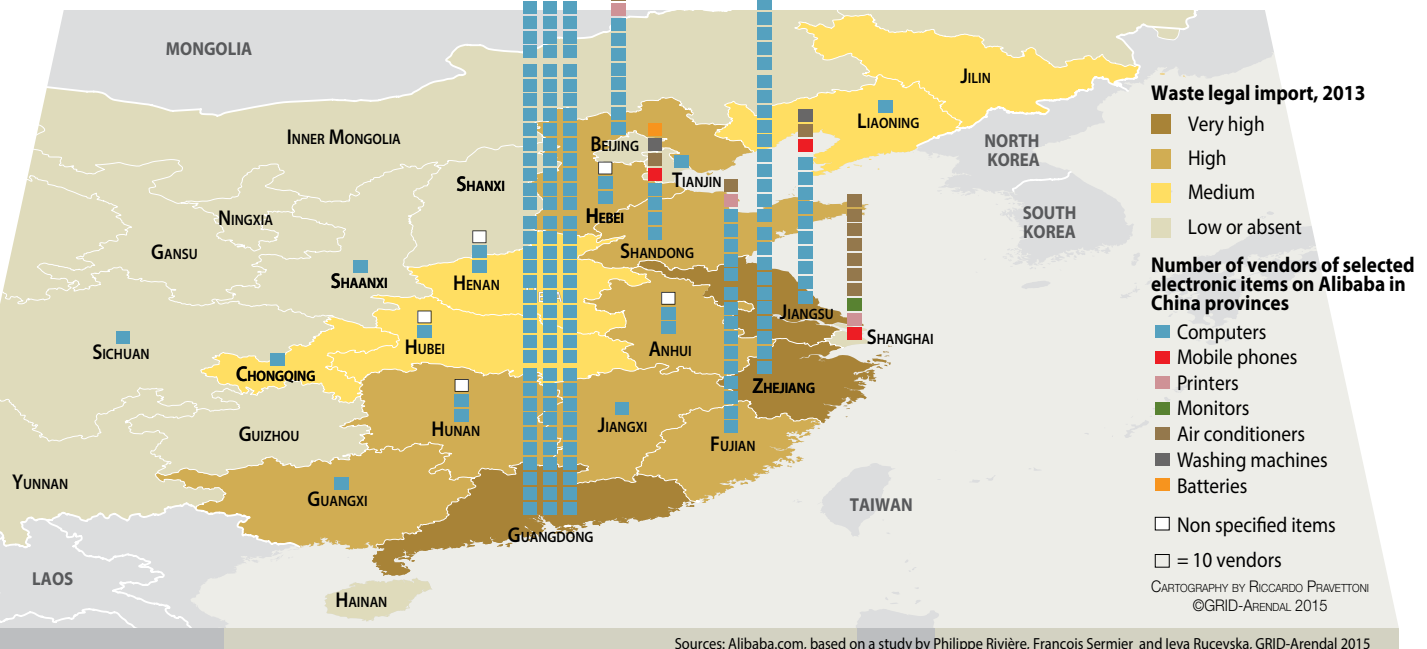 MONGOLIA
JILIN
LIAONING
INNER MONGOLIA
BEIJING
NORTH
KOREA
TIANJIN
SHANXI
HEBEI
NINGXIA
SOUTH
KOREA
GANSU
SHANDONG
SHAANXI
HENAN
JIANGSU
SHANGHAI
SICHUAN
HUBEI
ANHUI
CHONGQING
ZHEJIANG
GUIZHOU
HUNAN
JIANGXI
FUJIAN
YUNNAN
GUANGXI
TAIWAN
GUANGDONG
LAOS
HAINAN
Waste legal import, 2013
Very high
High
Medium
Low or absent
Number of vendors of selected
electronic items on Alibaba in
China provinces
Computers
Mobile phones
Printers
Monitors
Air conditioners
Washing machines
Batteries
Non specified items
= 10 vendors
CARTOGRAPHY BY RICCARDO PRAVETTONI
©GRID-ARENDAL 2015
Sources: Alibaba.com, based on a study by Philippe Rivière, François Sermier and Ieva Rucevska, GRID-Arendal 2015